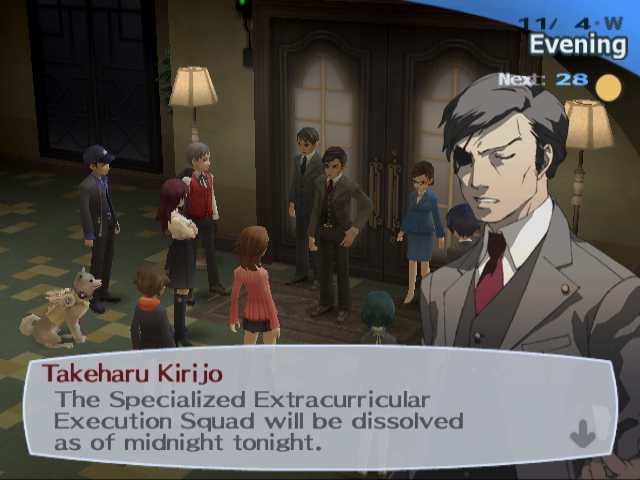 11/ 4·W
Evening
Next: 28
Takeharu Kirijo
The Specialized Extracurricular
Execution Squad will be dissolved
as of midnight tonight.